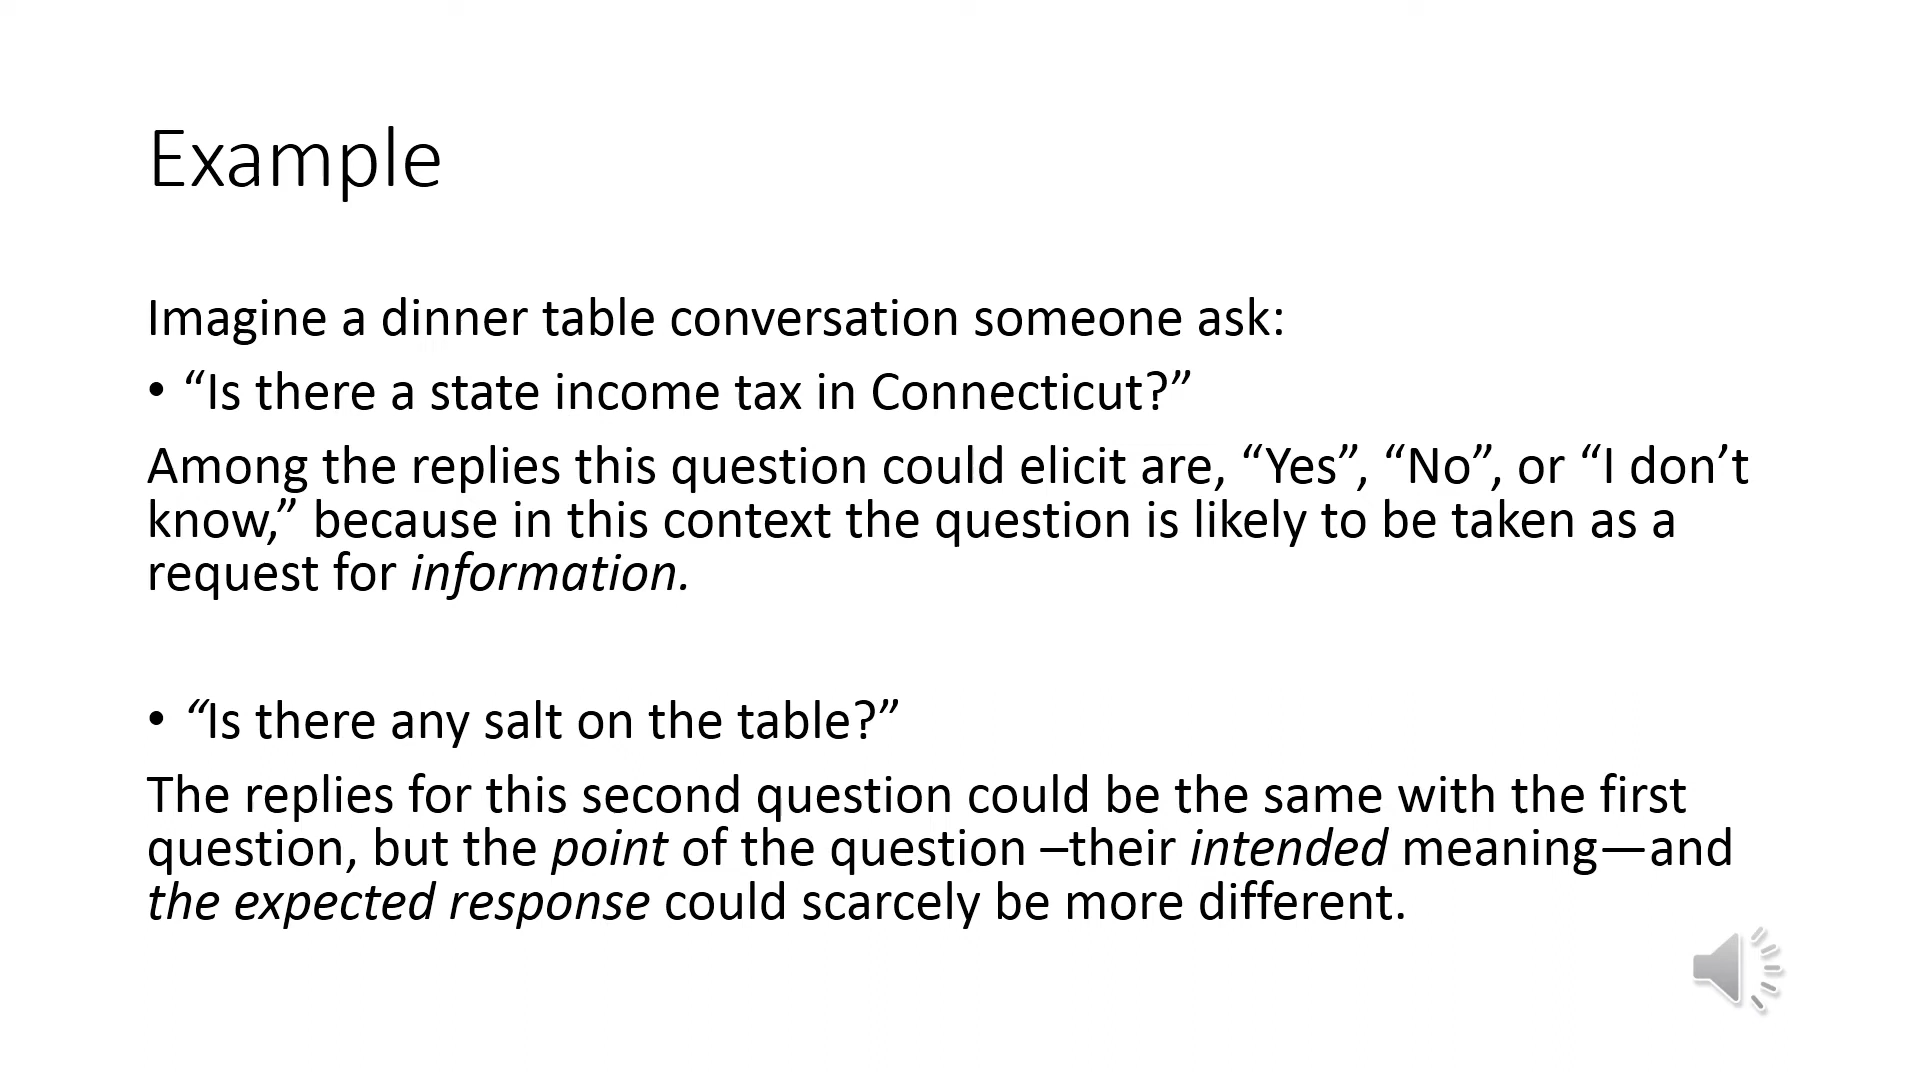 Example
Imagine a dinner table conversation someone ask:
• “Is there a state income tax in Connecticut?”
Among the replies this question could elicit are, “Yes”, “No”, or “I don’t
know,” because in this context the question is likely to be taken as a
request for information.
• “Is there any salt on the table?”
The replies for this second question could be the same with the first
question, but the point of the question –their intended meaning—and
the expected response could scarcely be more different.